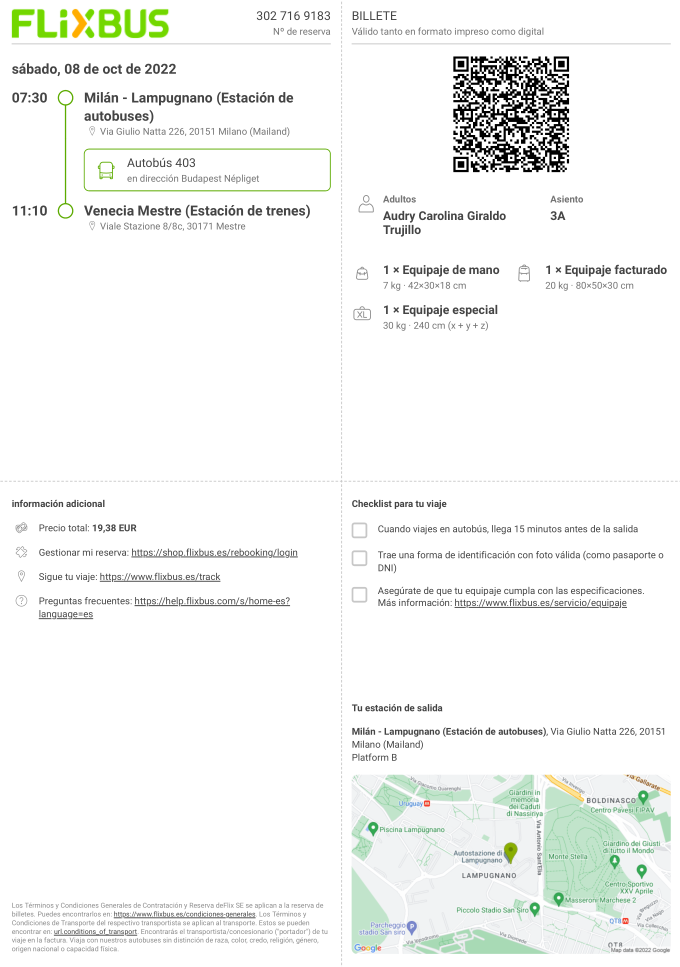 FLiXBUS
302 716 9183
Nº de reserva
sábado, 08 de oct de 2022
07:30
Milán - Lampugnano (Estación de
autobuses)
Via Giulio Natta 226, 20151 Milano (Mailand)
Autobús 403
en dirección Budapest Népliget
11:10
Venecia Mestre (Estación de trenes)
Viale Stazione 8/8c, 30171 Mestre
BILLETE
Válido tanto en formato impreso como digital
Adultos
Audry Carolina Giraldo
Trujillo
Asiento
3A
1 × Equipaje de mano
7 kg · 42×30×18 cm
1 × Equipaje facturado
20 kg · 80×50×30 cm
XL
1 × Equipaje especial
30 kg · 240 cm (x + y + z)
información adicional
Precio total: 19,38 EUR
Gestionar mi reserva: https://shop.flixbus.es/rebooking/login
Sigue tu viaje: https://www.flixbus.es/track
Preguntas frecuentes: https://help.flixbus.com/s/home-es?
language=es
Los Términos y Condiciones Generales de Contratación y Reserva deFlix SE se aplican a la reserva de
billetes. Puedes encontrarlos en: https://www.flixbus.es/condiciones-generales. Los Términos y
Condiciones de Transporte del respectivo transportista se aplican al transporte. Estos se pueden
encontrar en: url.conditions_of_transport. Encontrarás el transportista/concesionario ("portador") de tu
viaje en la factura. Viaja con nuestros autobuses sin distinción de raza, color, credo, religión, género,
origen nacional o capacidad física.
Checklist para tu viaje
Cuando viajes en autobús, llega 15 minutos antes de la salida
Trae una forma de identificación con foto válida (como pasaporte o
DNI)
Asegúrate de que tu equipaje cumpla con las especificaciones.
Más información: https://www.flixbus.es/servicio/equipaje
Tu estación de salida
Milán - Lampugnano (Estación de autobuses), Via Giulio Natta 226, 20151
Milano (Mailand)
Platform B
Via Gallarate
Uruguay M
Giardini in
memoria
dei Caduti
di Nassiriya
BOLDINASCO
Centro Pavesi FIPAV
Piscina Lampugnano
Via Antonio Sant'Elia
Autostazione di
Lampugnano
LAMPUGNANO
Monte Stella
Giardino dei Giusti
di tutto il Mondo
Centro Sportivo
XXV Aprile
Masseroni Marchese 2
Piccolo Stadio San Siro
Parcheggio
stadio San siro
QT8 M
QT8
Google
Map data ©2022 Google